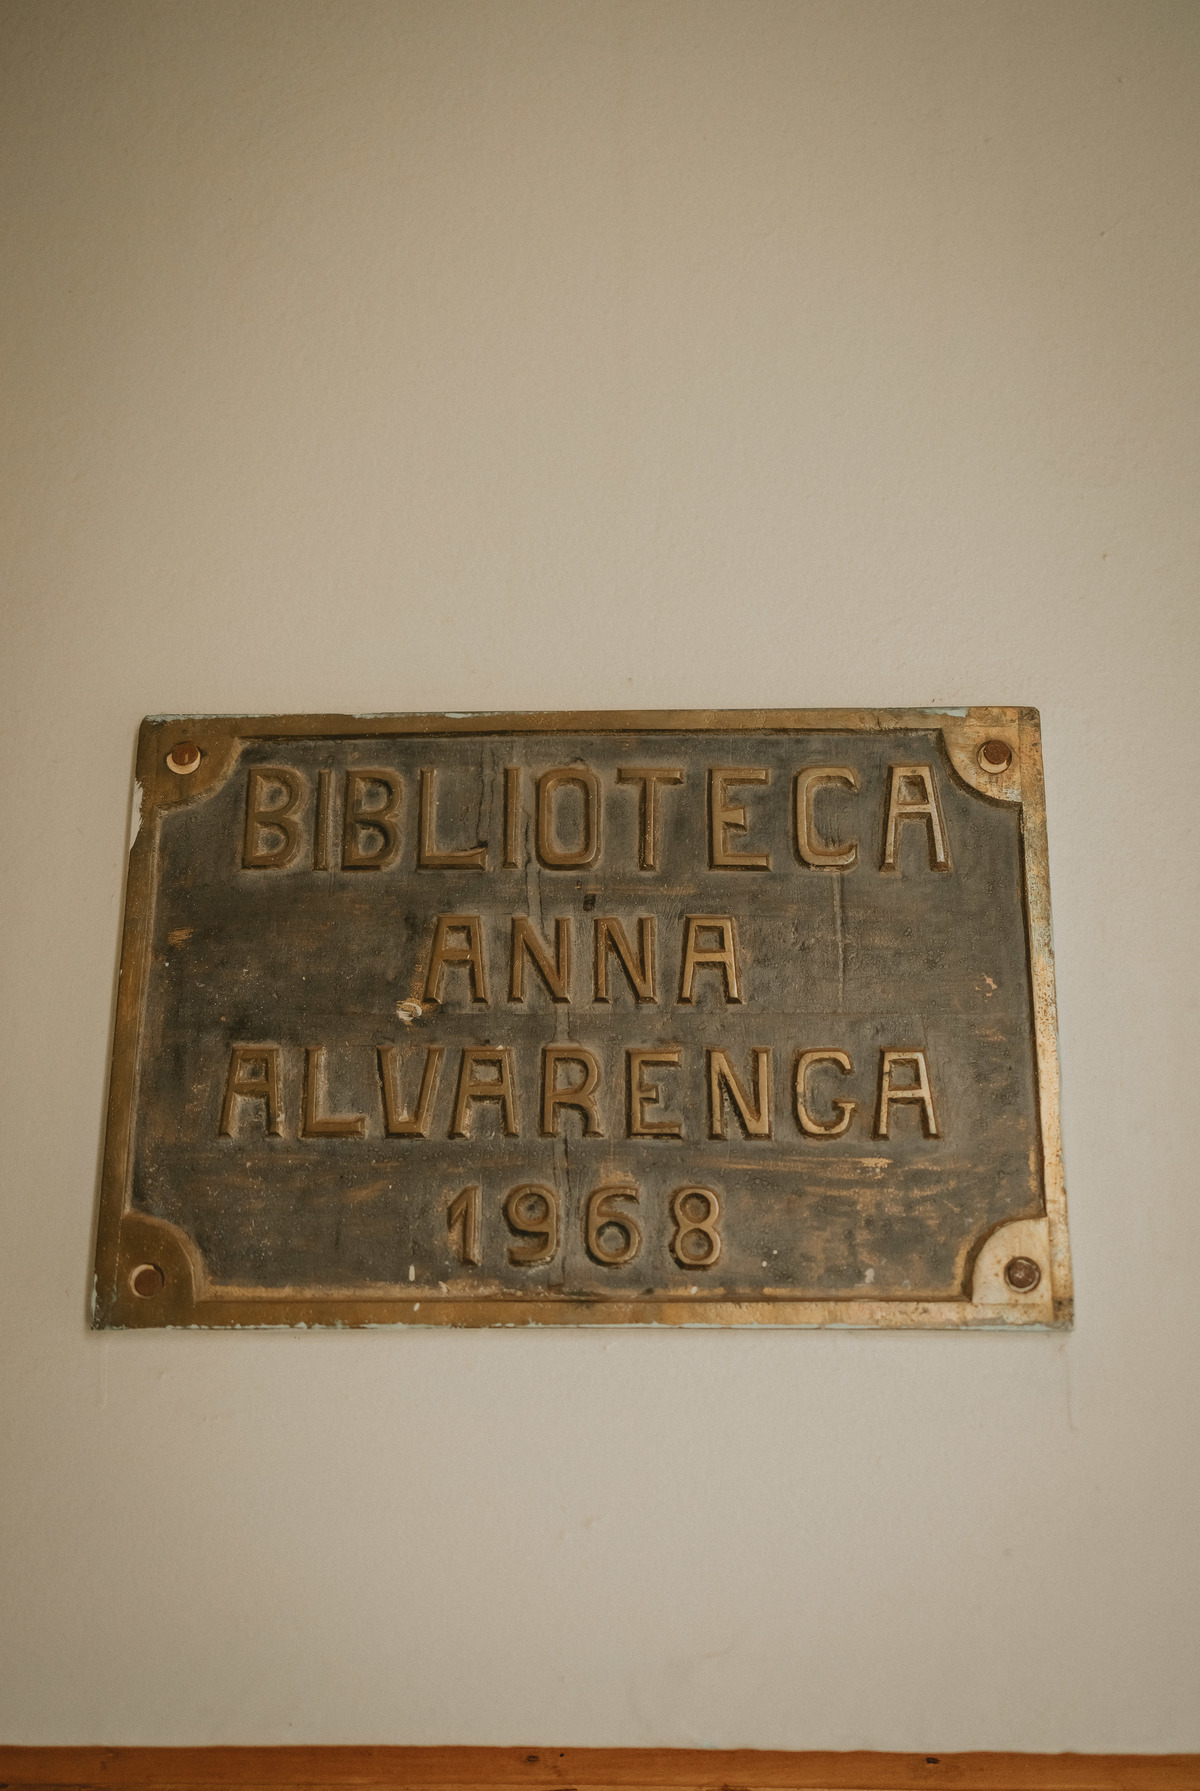 BIBLIOTECA
ANNA
ALVARENGA
1968